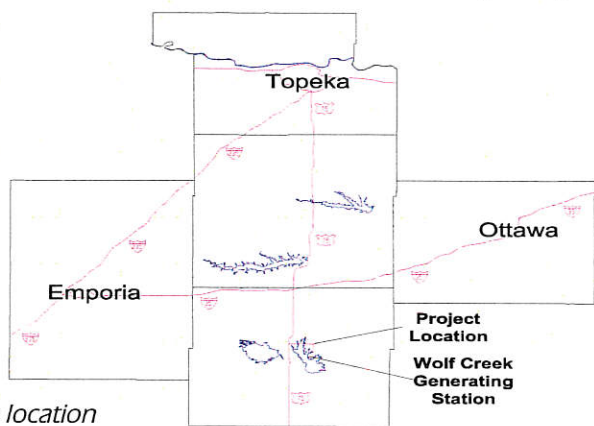 Topeka
Ottawa
Emporia
Project
Location
Wolf Creek
Generating
Station
location